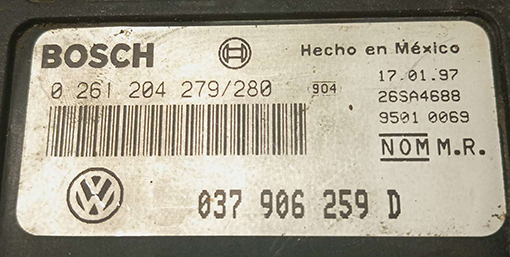 BOSCH Hecho en México
0 261 204 279/280 904 17.01.97
26SA4688
9501 0069
NOM M.R.
VW 037 906 259 D